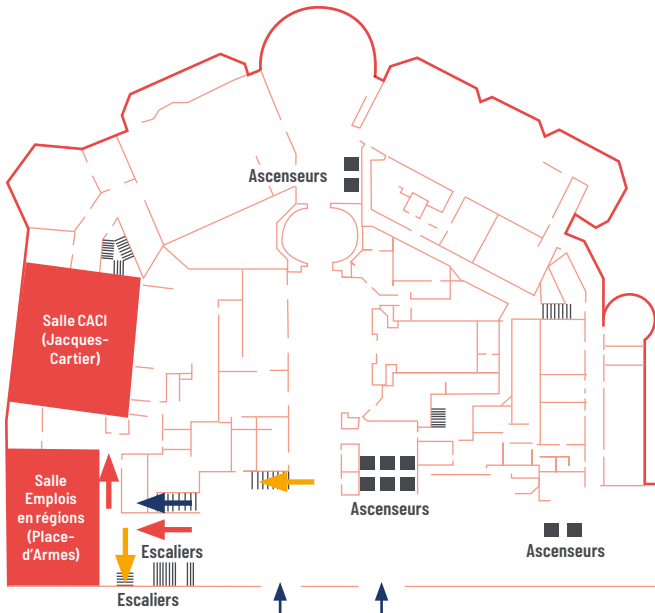 Ascenseurs
Salle CACI
(Jacques-
Cartier)
Salle
Emplois
en régions
(Place-
d'Armes)
Ascenseurs
Escaliers
Ascenseurs
Escaliers